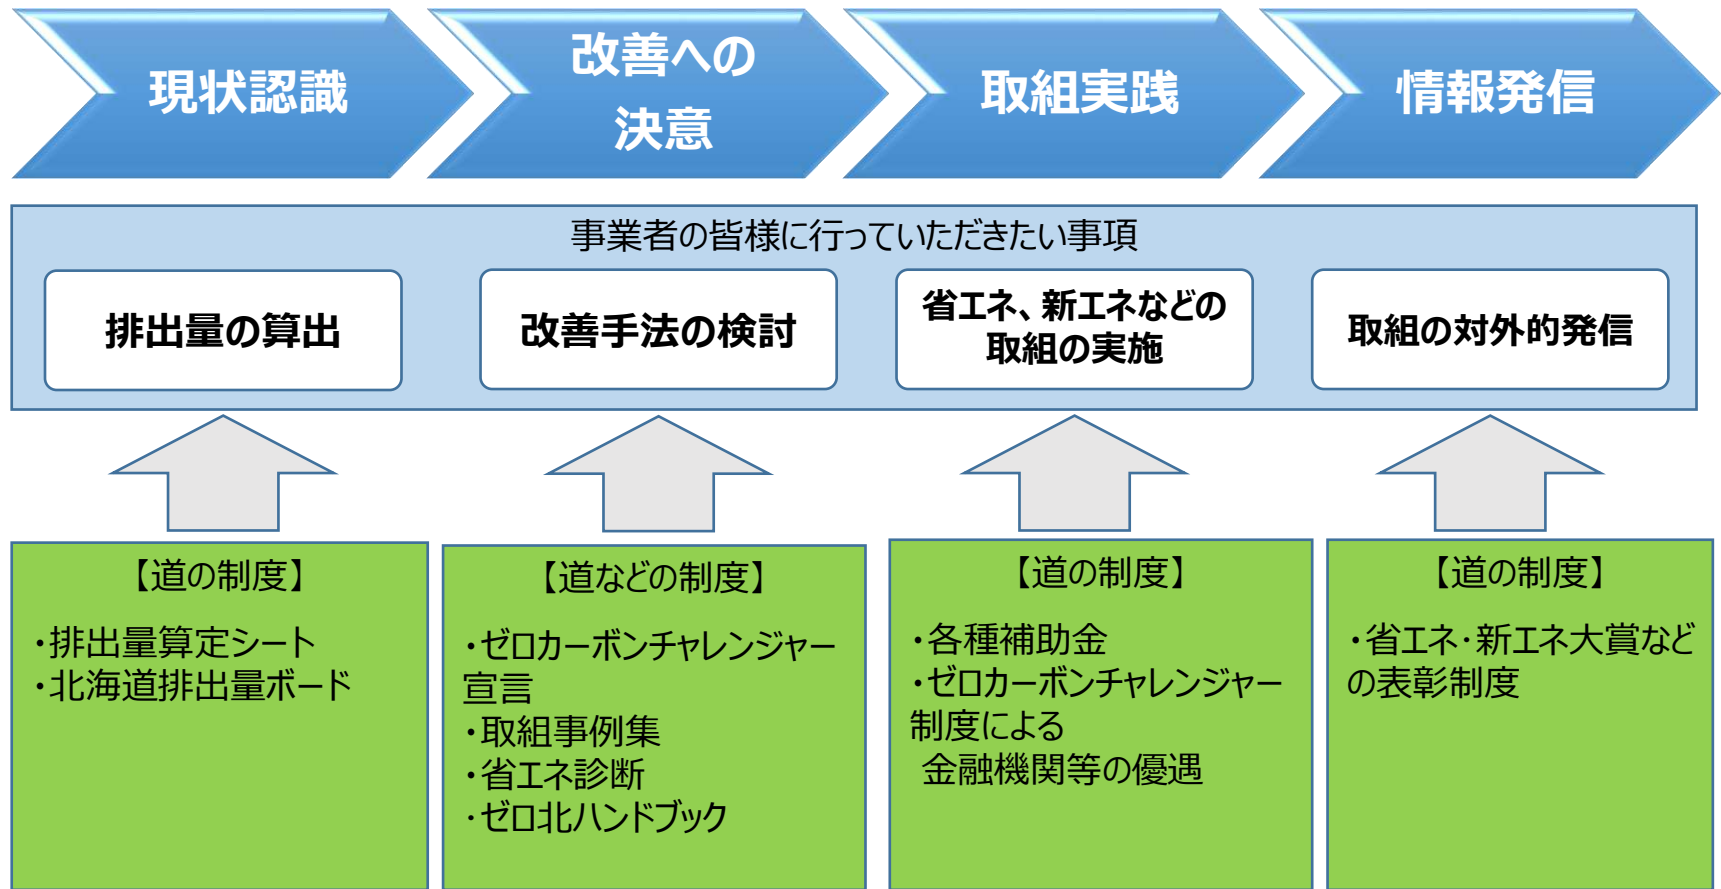 現状認識
改善への
決意
取組実践
情報発信
事業者の皆様に行っていただきたい事項
排出量の算出
改善手法の検討
省エネ、新エネなどの
取組の実施
取組の対外的発信
【道の制度】
・排出量算定シート
・北海道排出量ボード
【道などの制度】
・ゼロカーボンチャレンジャー
宣言
・取組事例集
・省エネ診断
・ゼロ北ハンドブック
【道の制度】
・各種補助金
・ゼロカーボンチャレンジャー
制度による
金融機関等の優遇
【道の制度】
・省エネ・新エネ大賞など
の表彰制度